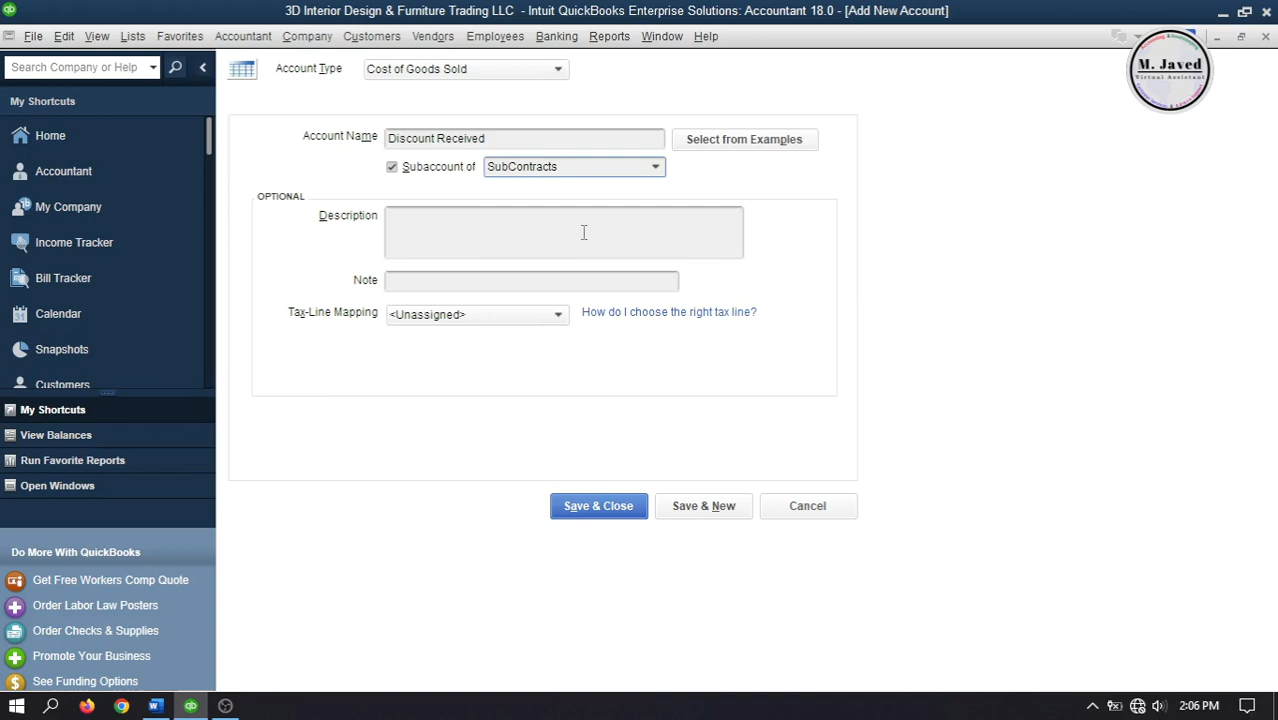 3D Interior Design & Furniture Trading LLC - Intuit QuickBooks Enterprise Solutions: Accountant 18.0 - [Add New Account]
File Edit View Lists Favorites Accountant Company Customers Vendors Employees Banking Reports Window Help
Search Company or Help
My Shortcuts
Home
Accountant
My Company
Income Tracker
Bill Tracker
Calendar
Snapshots
Customers
My Shortcuts
View Balances
Run Favorite Reports
Open Windows
Do More With QuickBooks
Get Free Workers Comp Quote
Order Labor Law Posters
Order Checks & Supplies
Promote Your Business
See Funding Options
Account Type Cost of Goods Sold
Account Name Discount Received Select from Examples
Subaccount of SubContracts
OPTIONAL
Description
Note
Tax-Line Mapping <Unassigned> How do I choose the right tax line?
Save & Close Save & New Cancel
M. Javed
Virtual Assistant
2:06 PM